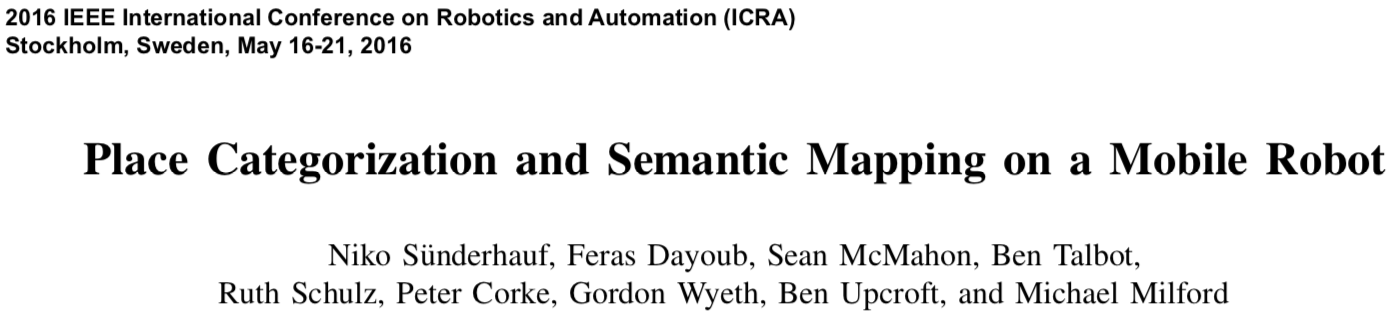 2016 IEEE International Conference on Robotics and Automation (ICRA)
Stockholm, Sweden, May 16-21, 2016
Place Categorization and Semantic Mapping on a Mobile Robot
Niko Sünderhauf, Feras Dayoub, Sean McMahon, Ben Talbot,
Ruth Schulz, Peter Corke, Gordon Wyeth, Ben Upcroft, and Michael Milford